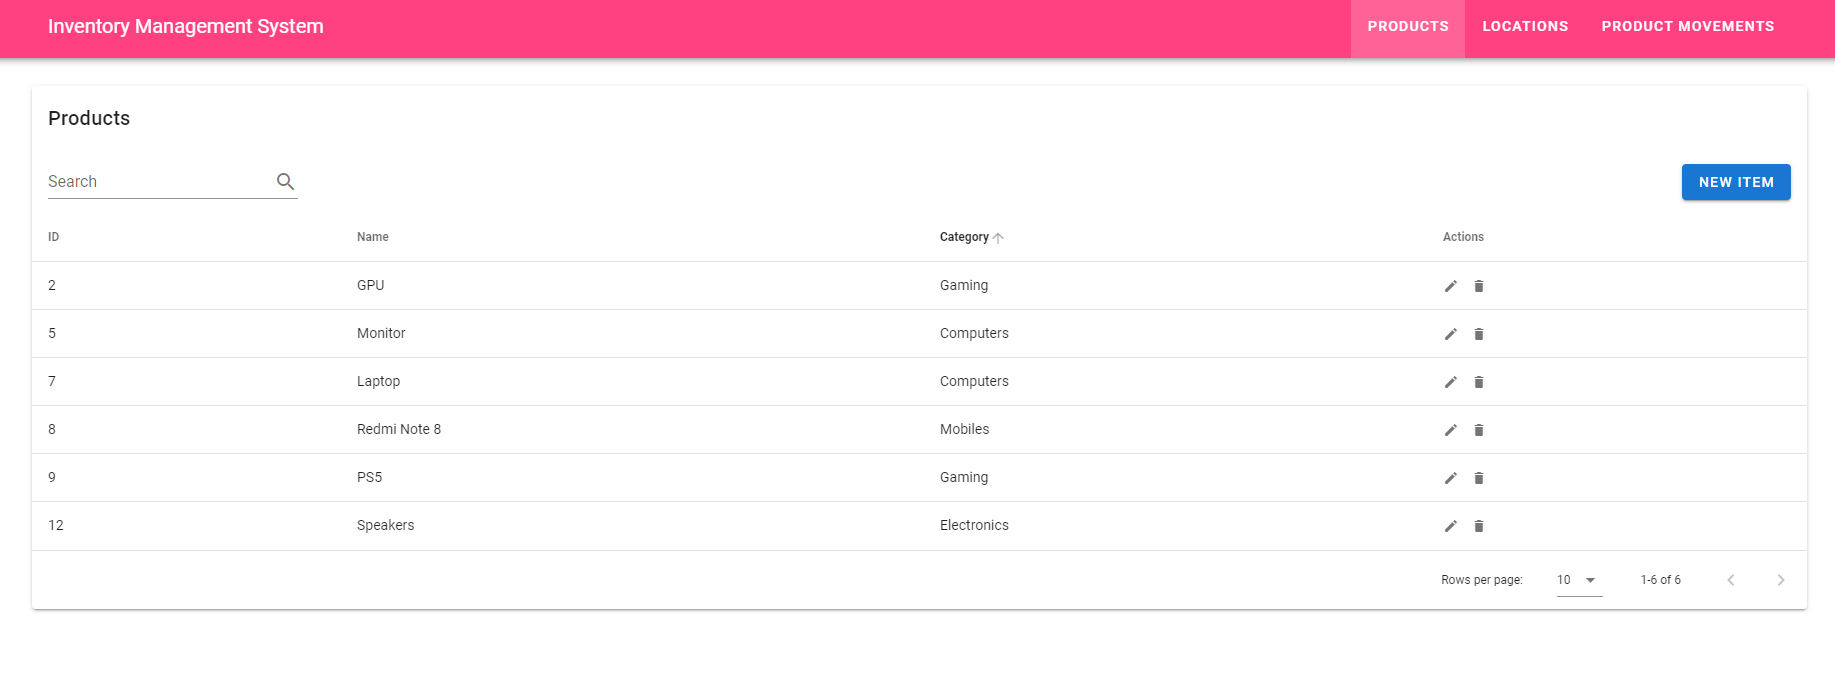 Inventory Management System PRODUCTS LOCATIONS PRODUCT MOVEMENTS
Products
Search NEW ITEM
ID Name Category Actions
2 GPU Gaming
5 Monitor Computers
7 Laptop Computers
8 Redmi Note 8 Mobiles
9 PS5 Gaming
12 Speakers Electronics
Rows per page: 10 1-6 of 6